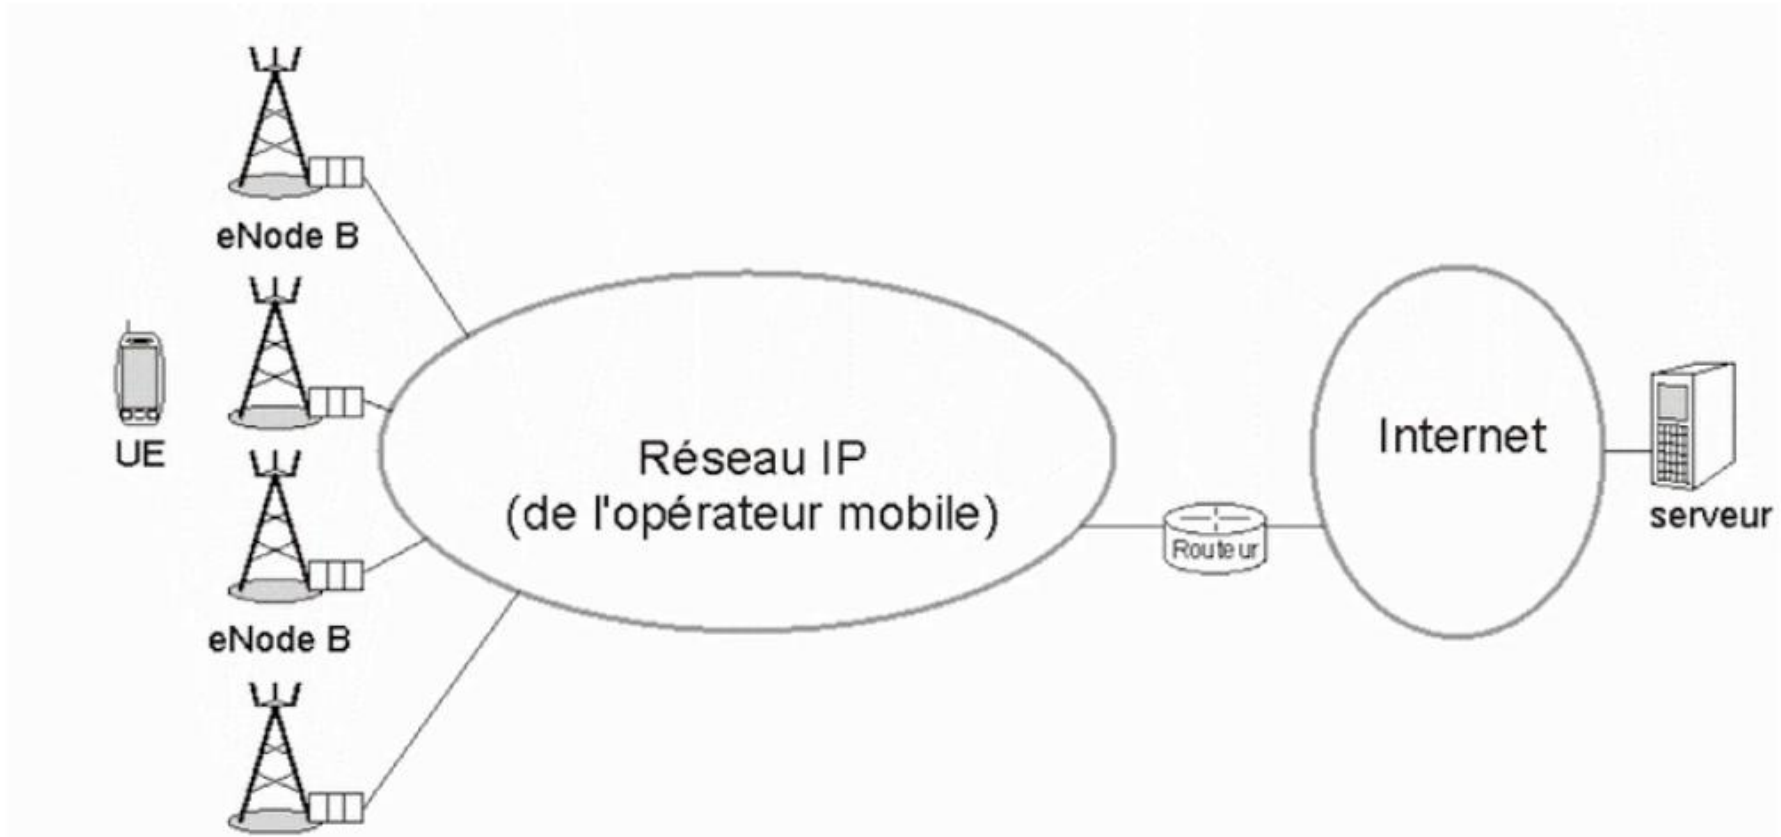 eNode B
UE
eNode B
Réseau IP
(de l'opérateur mobile)
Routeur
Internet
serveur